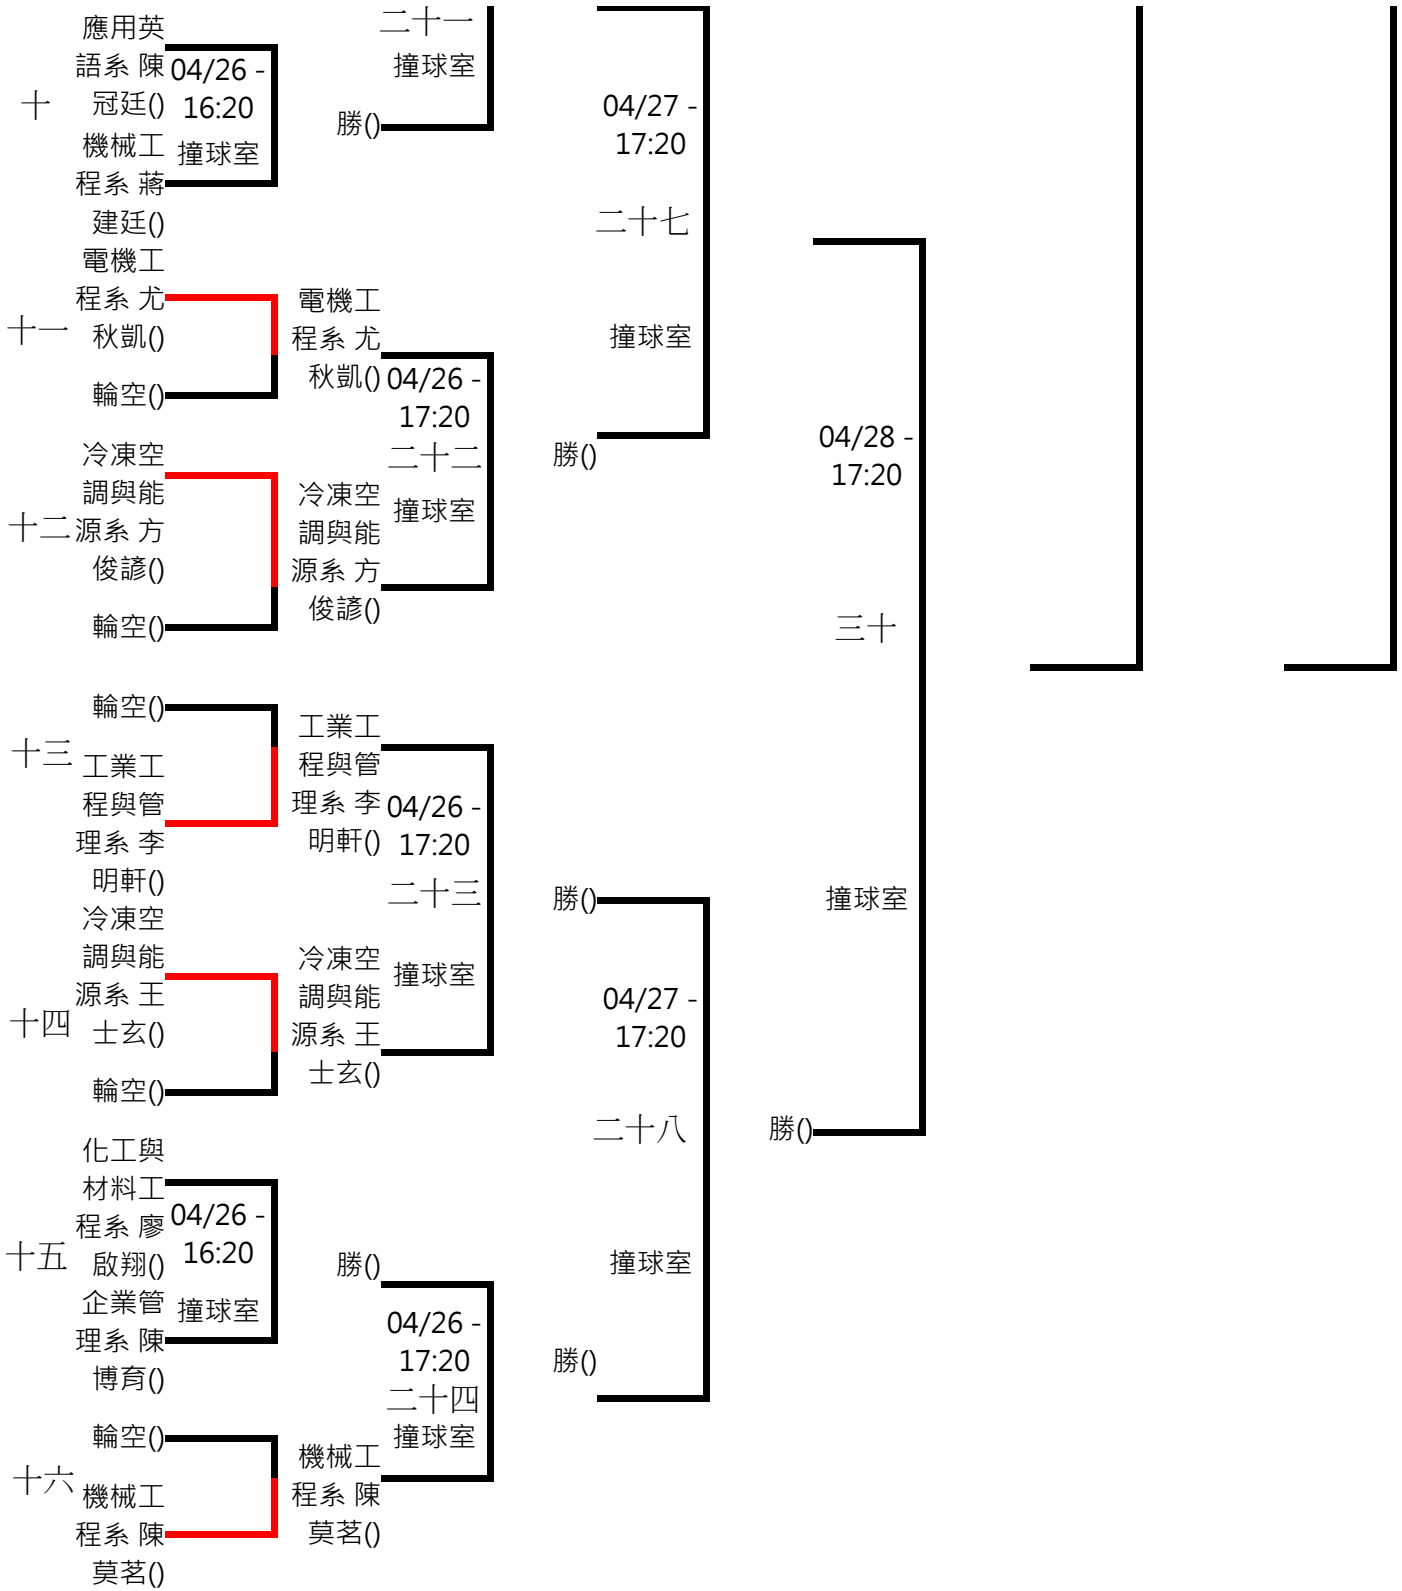 應用英
語系 陳
冠廷()
十
04/26 -
16:20
撞球室
機械工
程系 蔣
建廷()
二十一
撞球室
勝()
04/27 -
17:20
二十七
撞球室
電機工
程系 尤
秋凱()
十一
輪空()
電機工
程系 尤
秋凱()
04/26 -
17:20
二十二
撞球室
勝()
冷凍空
調與能
源系 方
俊諺()
十二
輪空()
冷凍空
調與能
源系 方
俊諺()
04/28 -
17:20
三十
撞球室
輪空()
十三
工業工
程與管
理系 李
明軒()
工業工
程與管
理系 李
明軒()
04/26 -
17:20
二十三
撞球室
勝()
冷凍空
調與能
源系 王
士玄()
十四
輪空()
冷凍空
調與能
源系 王
士玄()
04/27 -
17:20
二十八
撞球室
勝()
化工與
材料工
程系 廖
啟翔()
十五
04/26 -
16:20
撞球室
企業管
理系 陳
博育()
勝()
04/26 -
17:20
二十四
撞球室
勝()
輪空()
十六
機械工
程系 陳
莫茗()
機械工
程系 陳
莫茗()